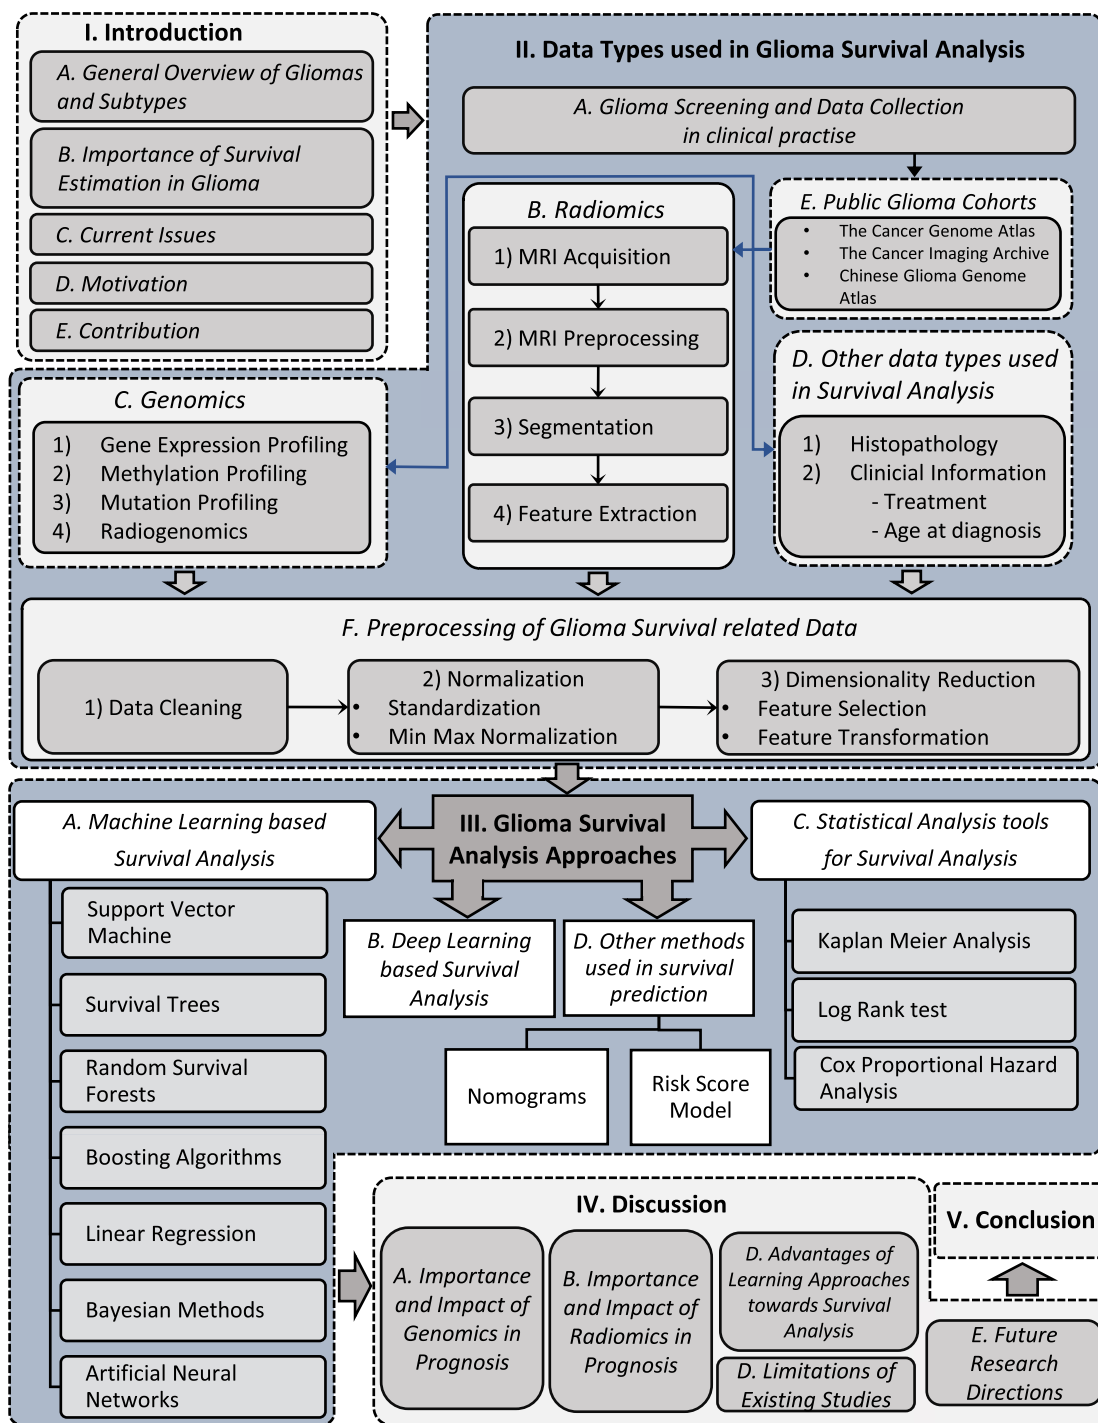 I. Introduction
A. General Overview of Gliomas
and Subtypes
B. Importance of Survival
Estimation in Glioma
C. Current Issues
D. Motivation
E. Contribution
II. Data Types used in Glioma Survival Analysis
A. Glioma Screening and Data Collection
in clinical practise
B. Radiomics
1) MRI Acquisition
2) MRI Preprocessing
3) Segmentation
4) Feature Extraction
E. Public Glioma Cohorts
• The Cancer Genome Atlas
• The Cancer Imaging Archive
• Chinese Glioma Genome
Atlas
D. Other data types used
in Survival Analysis
1) Histopathology
2) Clinicial Information
- Treatment
- Age at diagnosis
C. Genomics
1) Gene Expression Profiling
2) Methylation Profiling
3) Mutation Profiling
4) Radiogenomics
F. Preprocessing of Glioma Survival related Data
1) Data Cleaning
2) Normalization
• Standardization
• Min Max Normalization
3) Dimensionality Reduction
• Feature Selection
• Feature Transformation
III. Glioma Survival
Analysis Approaches
A. Machine Learning based
Survival Analysis
Support Vector
Machine
Survival Trees
Random Survival
Forests
Boosting Algorithms
Linear Regression
Bayesian Methods
Artificial Neural
Networks
B. Deep Learning
based Survival
Analysis
D. Other methods
used in survival
prediction
Nomograms
Risk Score
Model
C. Statistical Analysis tools
for Survival Analysis
Kaplan Meier Analysis
Log Rank test
Cox Proportional Hazard
Analysis
IV. Discussion
A. Importance
and Impact of
Genomics in
Prognosis
B. Importance
and Impact of
Radiomics in
Prognosis
D. Advantages of
Learning Approaches
towards Survival
Analysis
D. Limitations of
Existing Studies
E. Future
Research
Directions
V. Conclusion